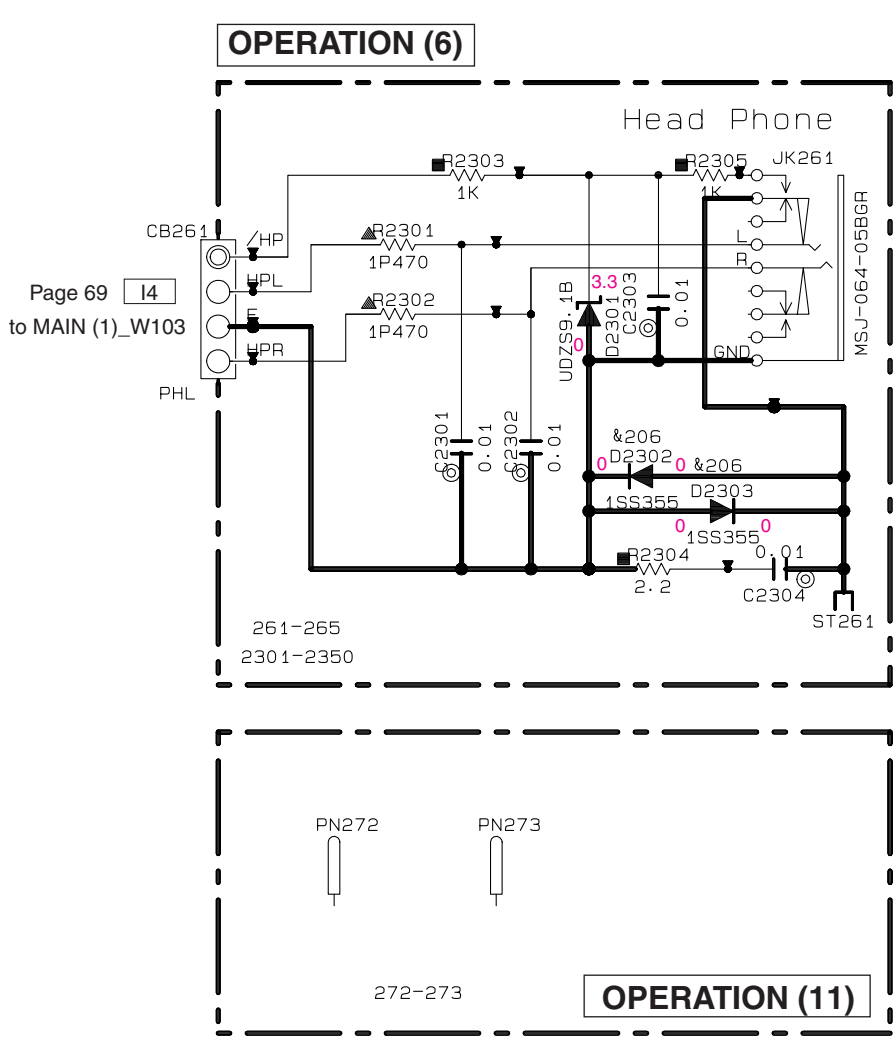 OPERATION (6)
Head Phone
R2303
1K
R2305
1K
JK261
CB261
/HP
R2301
1P470
L
HPL
R2302
1P470
R
Page 69 I4
to MAIN (1)_W103
E
HPR
PHL
UDZS9.1B
3.3
0
D2301
C2303
0.01
GND
MSJ-064-05BGR
C2301
0.01
C2302
0.01
&206
0 D2302 0 &206
1SS355
D2303
0 1SS355 0
R2304
2.2
0.01
C2304
ST261
261-265
2301-2350
PN272
PN273
272-273
OPERATION (11)